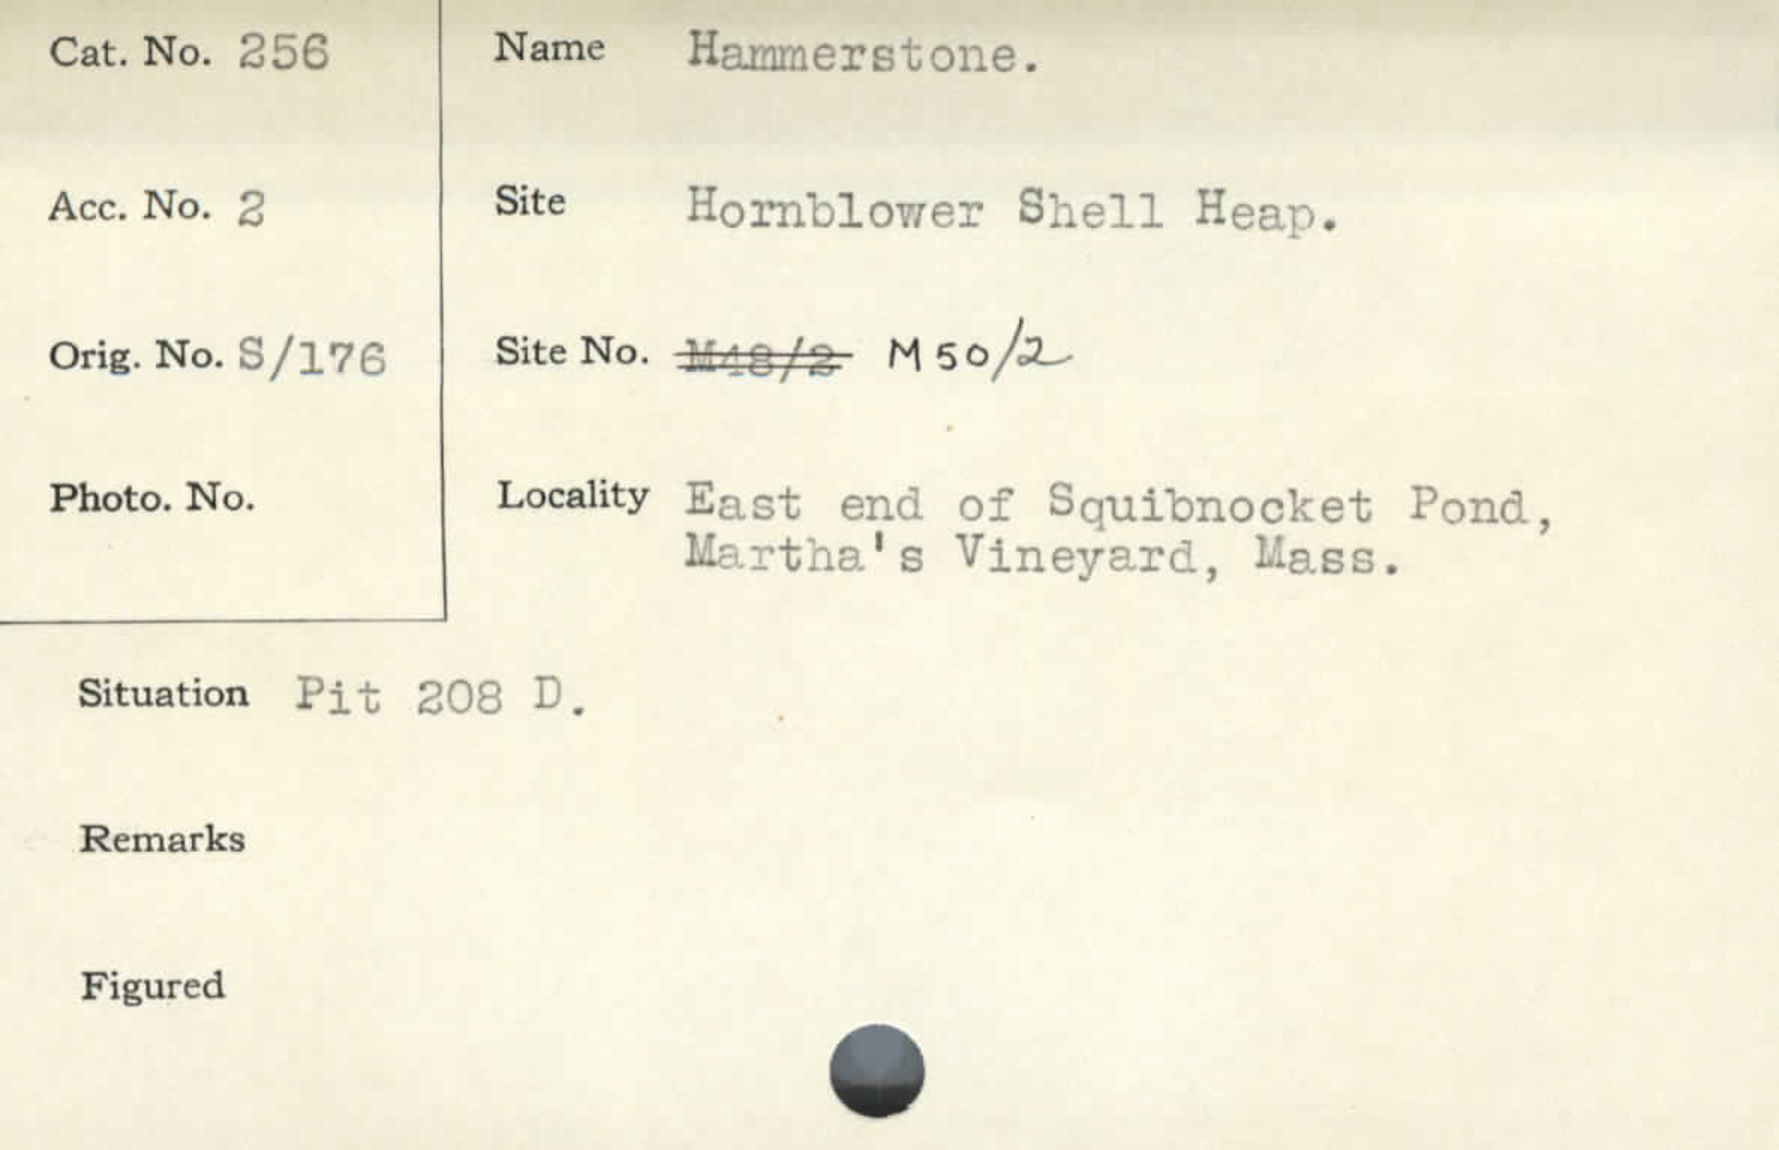 Cat. No. 256
Name Hammerstone.
Acc. No. 2
Site Hornblower Shell Heap.
Orig. No. S/176
Site No. M48/2 M50/2
Photo. No.
Locality East end of Squibnocket Pond,
Martha's Vineyard, Mass.
Situation Pit 208 D.
Remarks
Figured